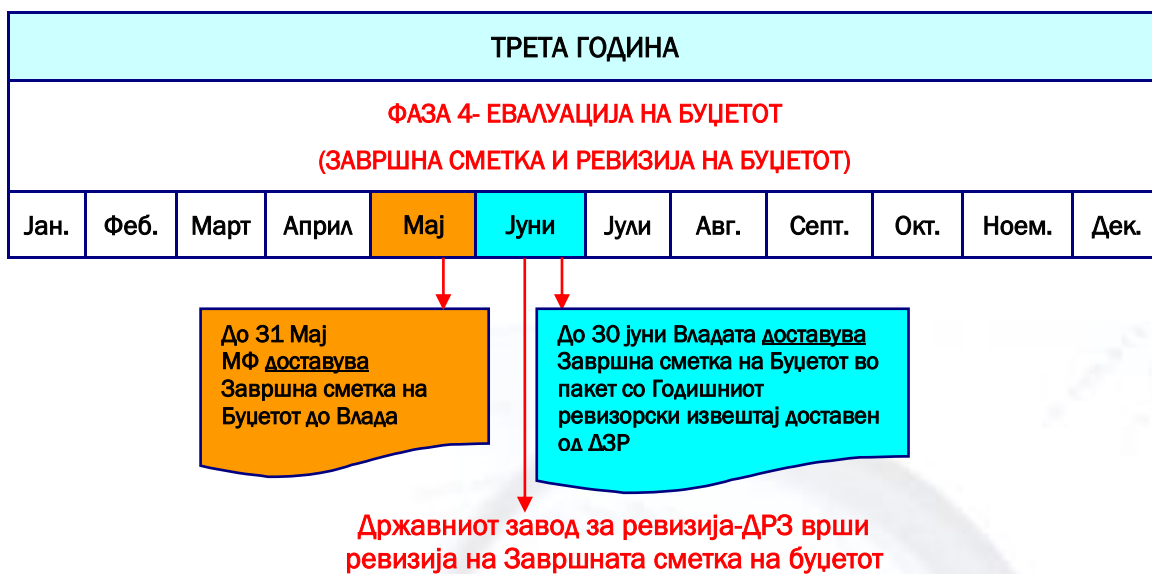 ТРЕТА ГОДИНА
ФАЗА 4- ЕВАЛУАЦИЈА НА БУЏЕТОТ
(ЗАВРШНА СМЕТКА И РЕВИЗИЈА НА БУЏЕТОТ)
Јан. Феб. Март Април Мај Јуни Јули Авг. Септ. Окт. Ноем. Дек.
До 31 Мај
МФ доставува
Завршна сметка на
Буџетот до Влада
До 30 јуни Владата доставува
Завршна сметка на Буџетот во
пакет со Годишниот
ревизорски извештај доставен
од ДЗР
Државниот завод за ревизија-ДРЗ врши
ревизија на Завршната сметка на буџетот